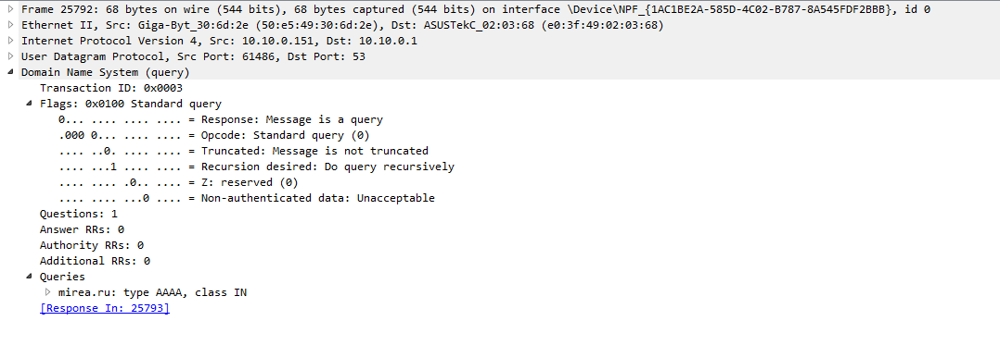 Frame 25792: 68 bytes on wire (544 bits), 68 bytes captured (544 bits) on interface \Device\NPF_{1AC1BE2A-585D-4C02-B787-8A545FDF2BBB}, id 0
Ethernet II, Src: Giga-Byt_30:6d:2e (50:e5:49:30:6d:2e), Dst: ASUSTekC_02:03:68 (e0:3f:49:02:03:68)
Internet Protocol Version 4, Src: 10.10.0.151, Dst: 10.10.0.1
User Datagram Protocol, Src Port: 61486, Dst Port: 53
Domain Name System (query)
Transaction ID: 0x0003
Flags: 0x0100 Standard query
0... .... .... .... = Response: Message is a query
.000 0... .... .... = Opcode: Standard query (0)
.... ..0. .... .... = Truncated: Message is not truncated
.... ...1 .... .... = Recursion desired: Do query recursively
.... .... .0.. .... = Z: reserved (0)
.... .... ...0 .... = Non-authenticated data: Unacceptable
Questions: 1
Answer RRs: 0
Authority RRs: 0
Additional RRs: 0
Queries
mirea.ru: type AAAA, class IN
[Response In: 25793]